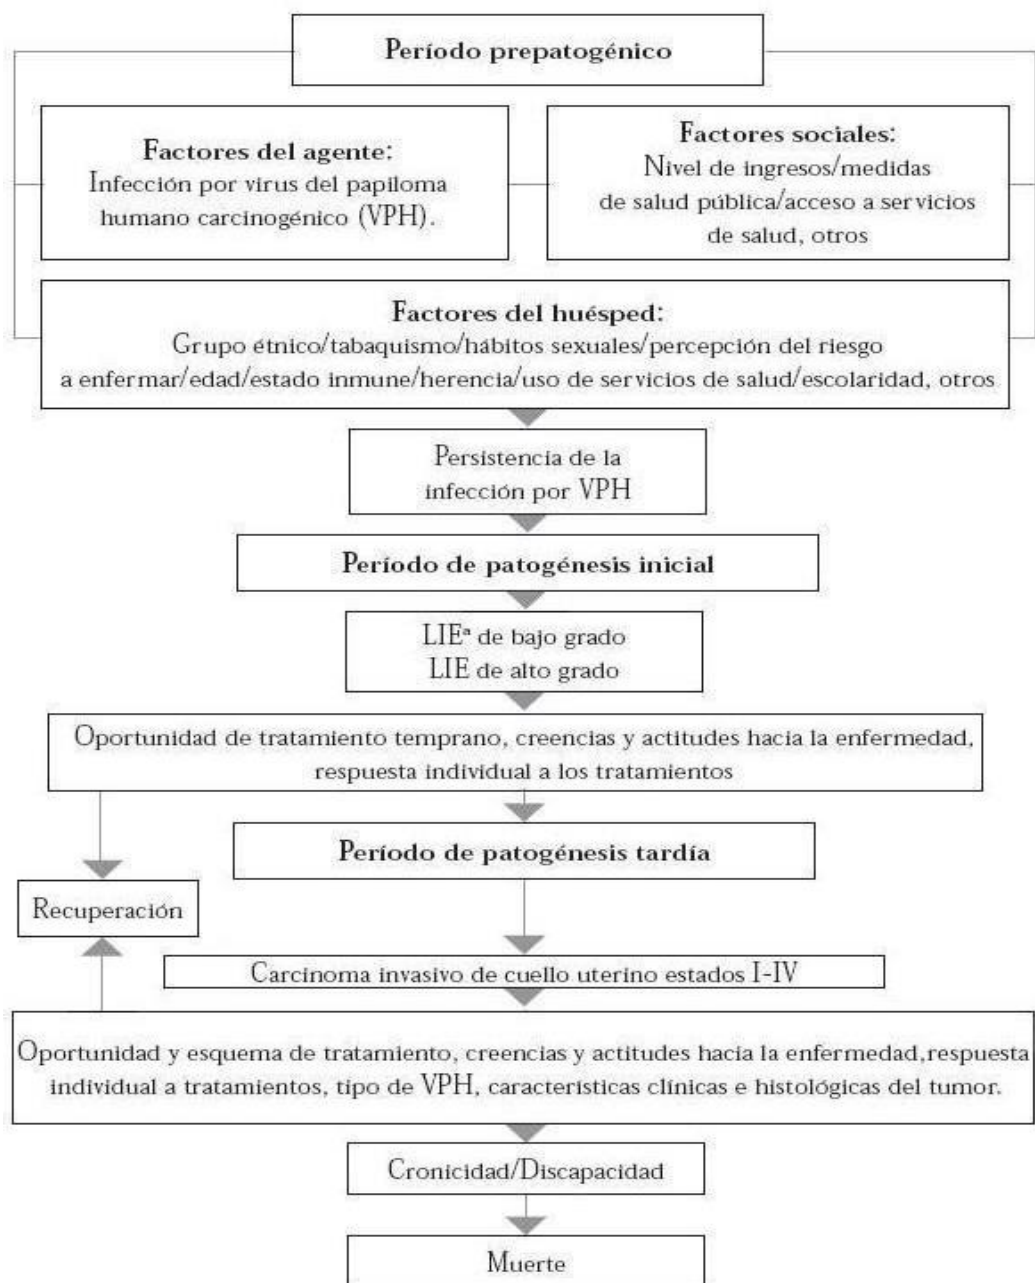 Período prepatogénico
Factores del agente:
Infección por virus del papiloma
humano carcinogénico (VPH).
Factores sociales:
Nivel de ingresos/medidas
de salud pública/acceso a servicios
de salud, otros
Factores del huésped:
Grupo étnico/tabaquismo/hábitos sexuales/percepción del riesgo
a enfermar/edad/estado inmune/herencia/uso de servicios de salud/escolaridad, otros
Persistencia de la
infección por VPH
Período de patogénesis inicial
LIEª de bajo grado
LIE de alto grado
Oportunidad de tratamiento temprano, creencias y actitudes hacia la enfermedad,
respuesta individual a los tratamientos
Período de patogénesis tardía
Recuperación
Carcinoma invasivo de cuello uterino estados I-IV
Oportunidad y esquema de tratamiento, creencias y actitudes hacia la enfermedad,respuesta
individual a tratamientos, tipo de VPH, características clínicas e histológicas del tumor.
Cronicidad/Discapacidad
Muerte